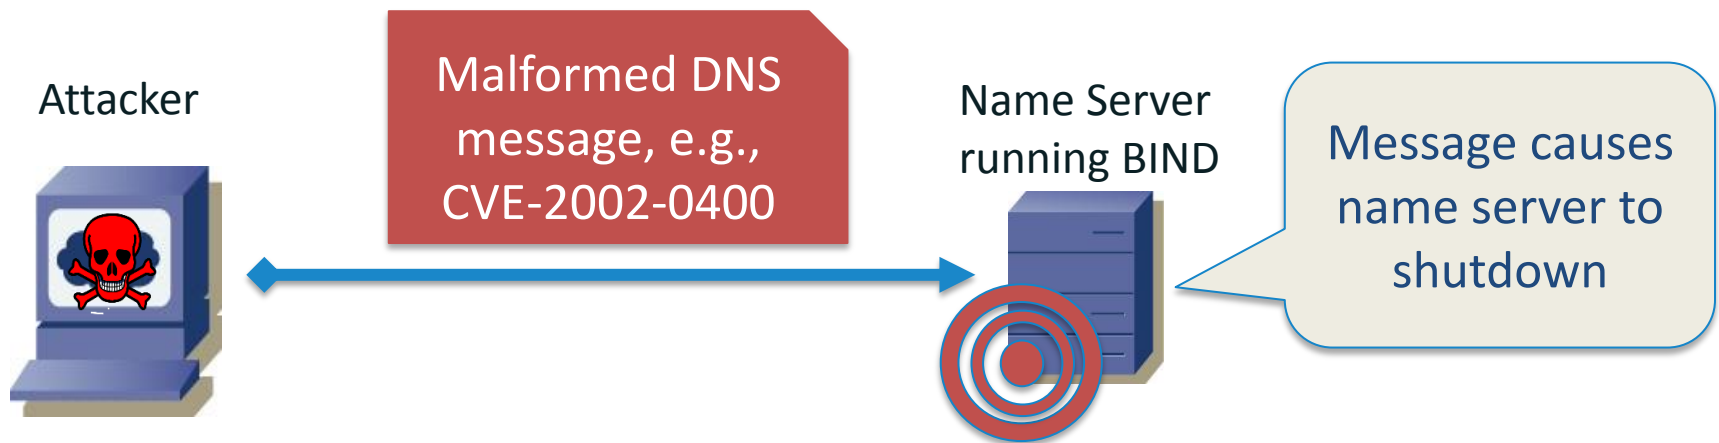 Attacker
Malformed DNS
message, e.g.,
CVE-2002-0400
Name Server
running BIND
Message causes
name server to
shutdown